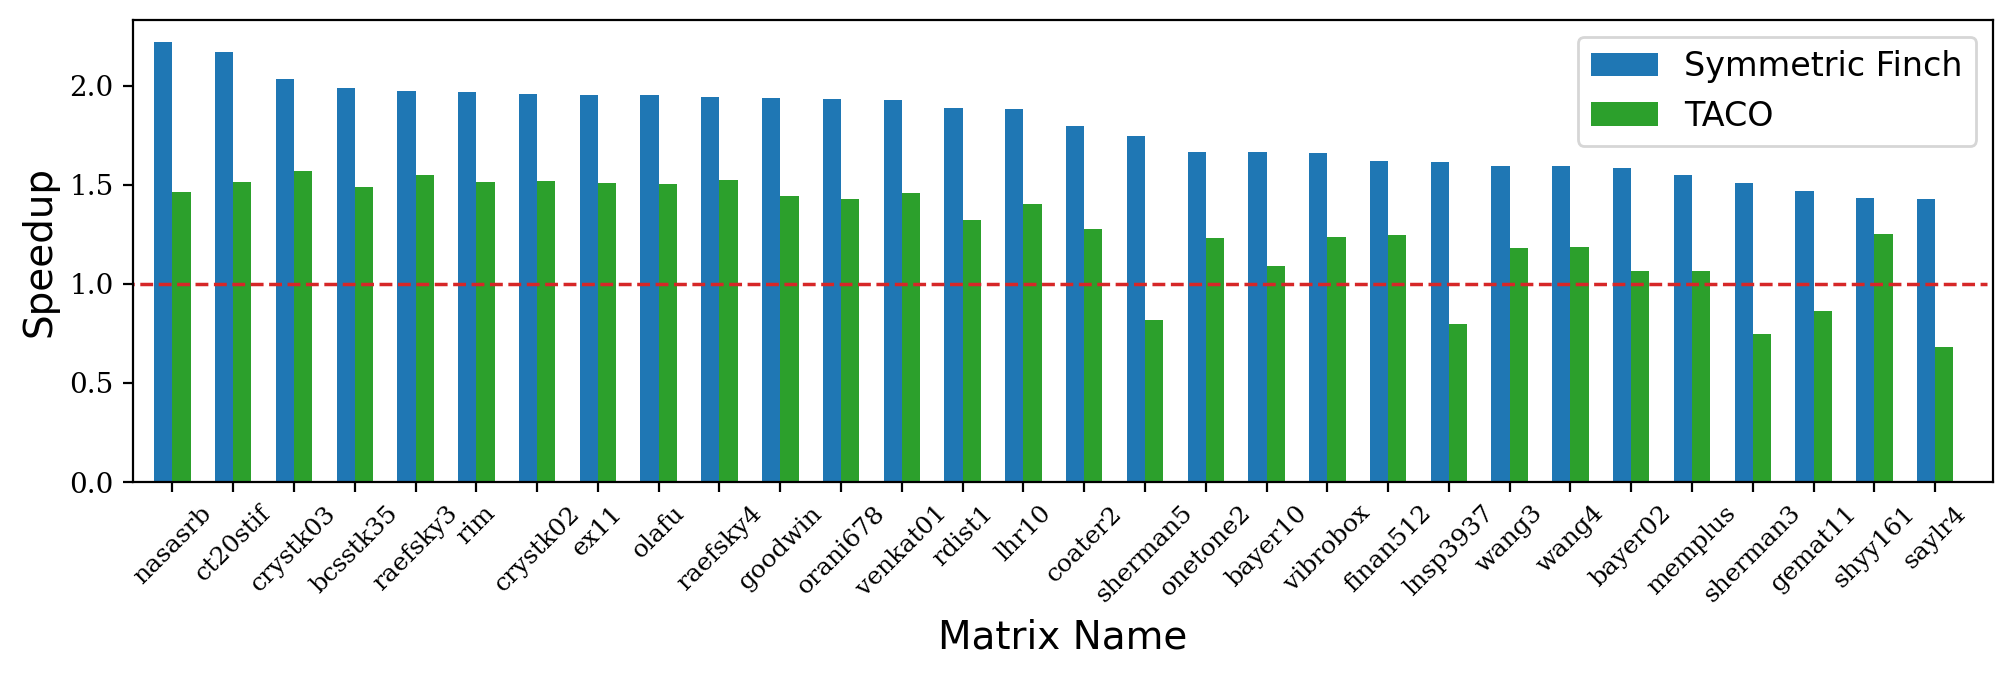 Speedup
2.0
1.5
1.0
0.5
0.0
Symmetric Finch
TACO
nasasrb
ct20stif
crystk03
bcsstk35
raefsky3
rim
crystk02
ex11
olafu
raefsky4
goodwin
orani678
venkat01
rdist1
lhr10
coater2
sherman5
onetone2
bayer10
vibrobox
finan512
lnsp3937
wang3
wang4
bayer02
memplus
sherman3
gemat11
shyy161
saylr4
Matrix Name